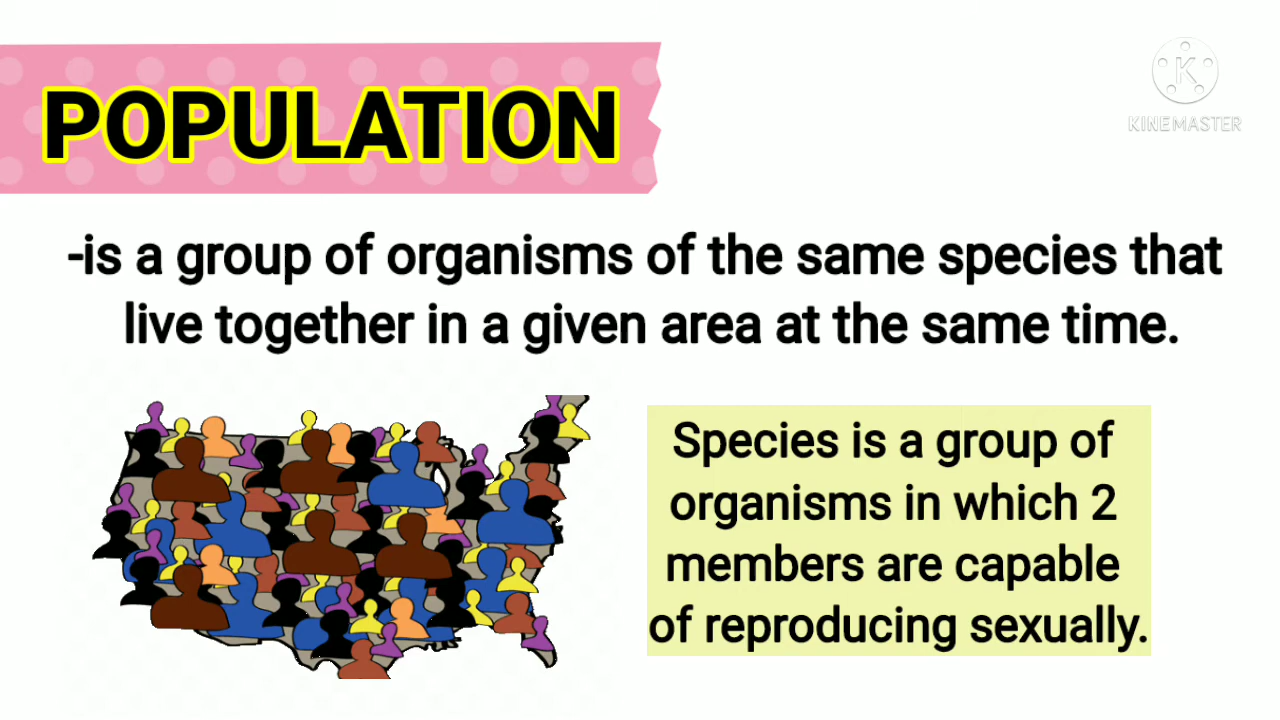 POPULATION
K
KINEMASTER
-is a group of organisms of the same species that
live together in a given area at the same time.
Species is a group of
organisms in which 2
members are capable
of reproducing sexually.